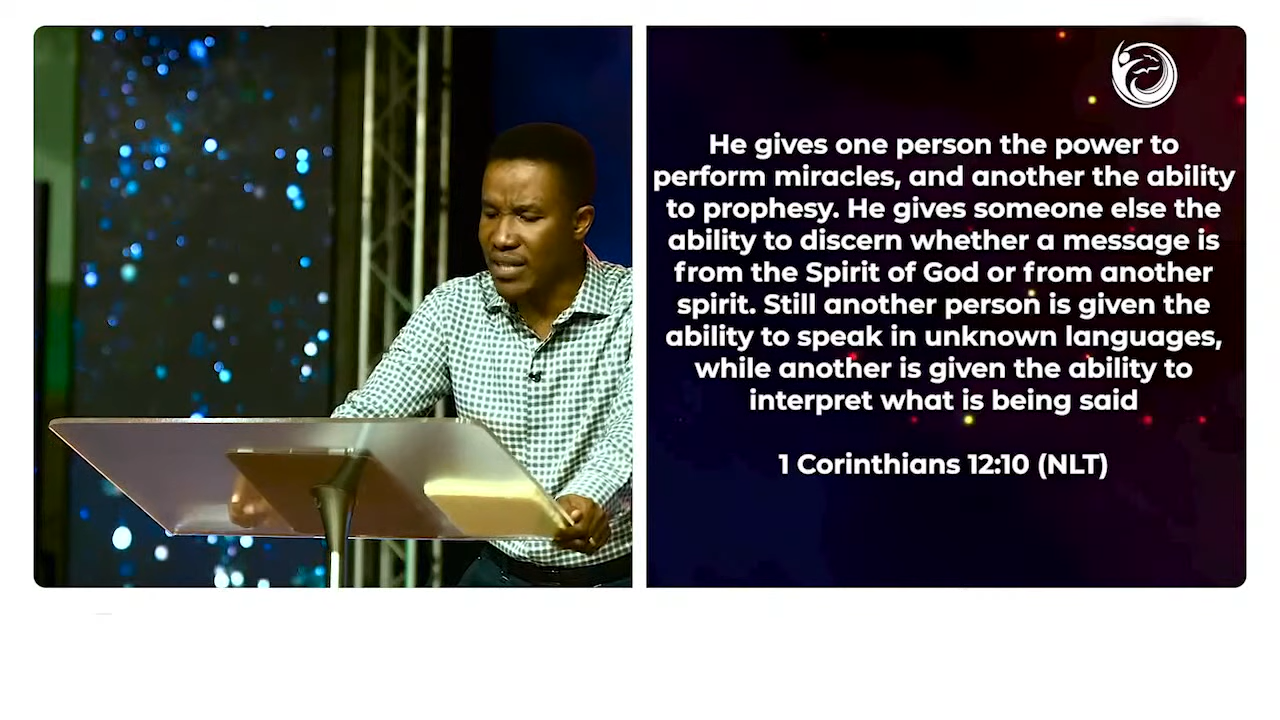 He gives one person the power to
perform miracles, and another the ability
to prophesy. He gives someone else the
ability to discern whether a message is
from the Spirit of God or from another
spirit. Still another person is given the
ability to speak in unknown languages,
while another is given the ability to
interpret what is being said
1 Corinthians 12:10 (NLT)